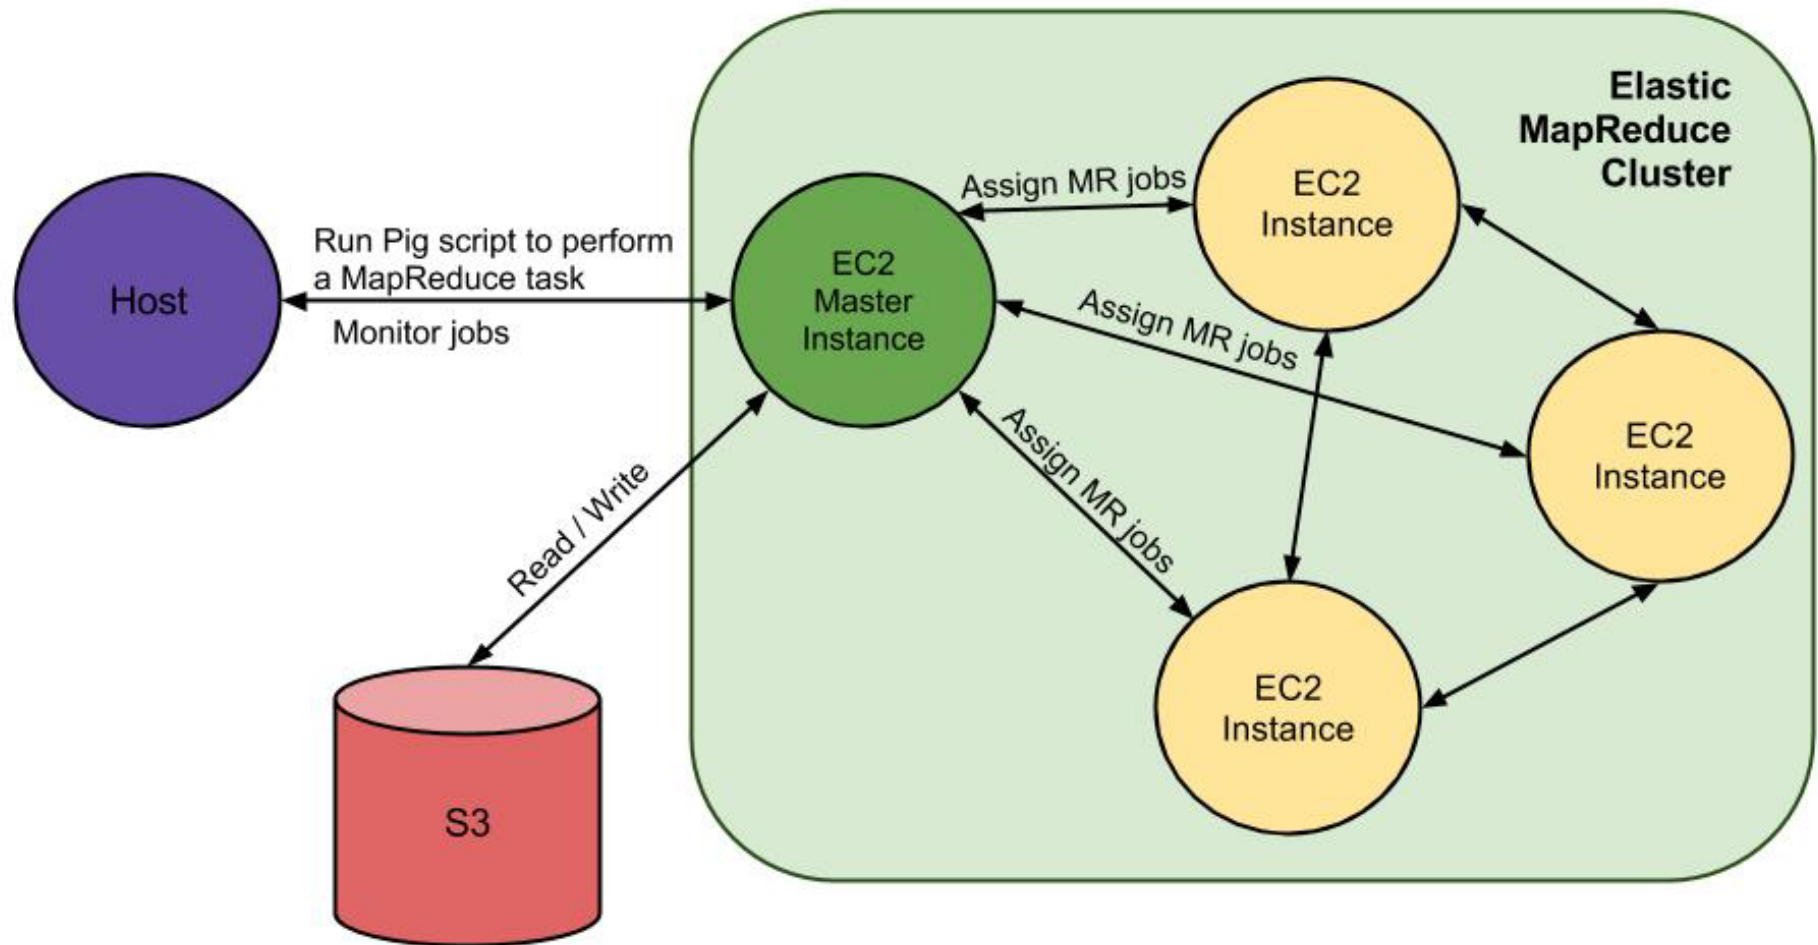 Elastic
MapReduce
Cluster
Host
Run Pig script to perform
a MapReduce task
Monitor jobs
EC2
Master
Instance
Assign MR jobs
EC2
Instance
Assign MR jobs
EC2
Instance
Assign MR jobs
EC2
Instance
Read / Write
S3